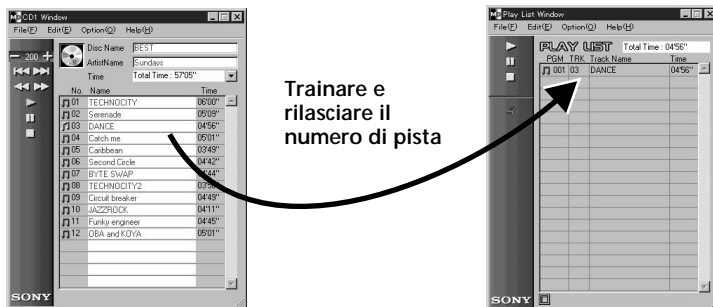 CD1 Window
File(F) Edit(E) Option(O) Help(H)
200
Disc Name BEST
ArtistName Sundays
Time Total Time : 57'05"
No. Name Time
01 TECHNOCITY 06'00"
02 Serenade 05'09"
03 DANCE 04'56"
04 Catch me 05'01"
05 Caribbean 03'49"
06 Second Circle 04'42"
07 BYTE SWAP
08 TECHNOCITY2
09 Circuit breaker 04'49"
10 JAZZROCK 04'11"
11 Funky engineer 04'45"
12 OBA and KOYA 05'01"
SONY
Trainare e
rilasciare il
numero di pista
Play List Window
File(F) Edit(E) Option(O) Help(H)
PLAY LIST Total Time : 04'56"
PGM TRK Track Name Time
001 03 DANCE 04'56"
SONY